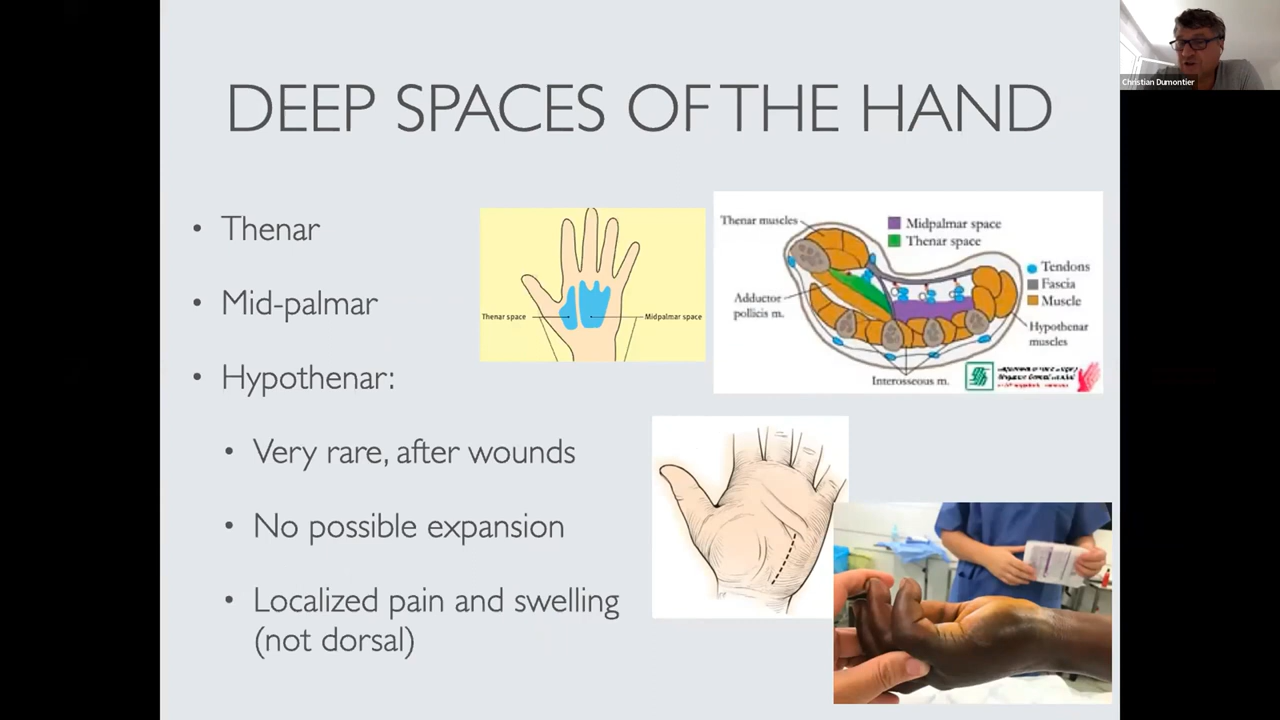 Christian Dumontier
DEEP SPACES OF THE HAND
• Thenar
• Mid-palmar
• Hypothenar:
• Very rare, after wounds
• No possible expansion
• Localized pain and swelling
(not dorsal)
Thenar space
Midpalmar space
Thenar muscles
Midpalmar space
Thenar space
Tendons
Fascia
Muscle
Adductor
pollicis m.
Hypothenar
muscles
Interosseous m.